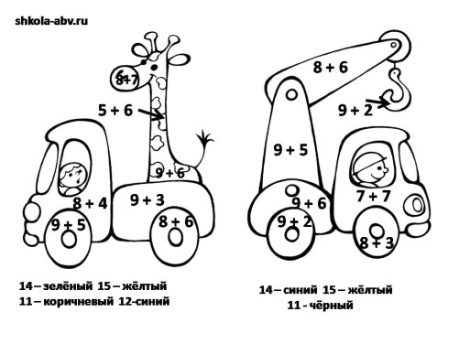 shkola-abv.ru
8+7
5 + 6
9 + 6
8 + 4
9 + 3
9 + 5
8 + 6
8 + 6
9 + 2
9 + 5
9 + 6
7 + 7
9 + 2
8 + 3
14 – зелёный 15 – жёлтый
11 – коричневый 12-синий
14 – синий 15 – жёлтый
11 - чёрный